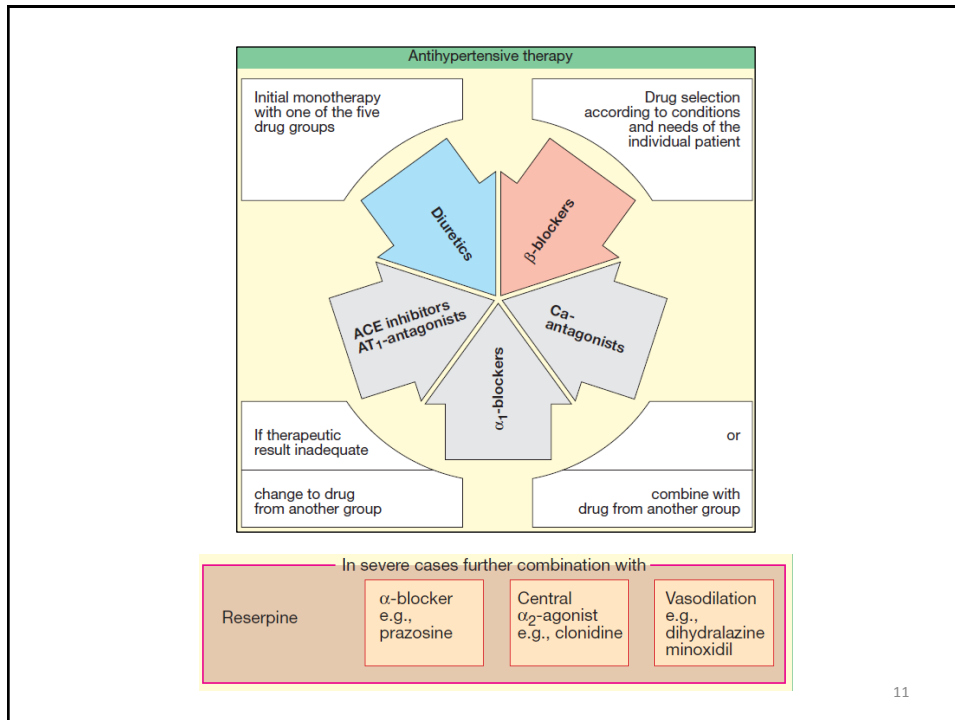 Antihypertensive therapy
Initial monotherapy
with one of the five
drug groups
Drug selection
according to conditions
and needs of the
individual patient
Diuretics
β-blockers
ACE inhibitors
AT₁-antagonists
Ca-
antagonists
α₁-blockers
If therapeutic
result inadequate
or
change to drug
from another group
combine with
drug from another group
In severe cases further combination with
Reserpine
α-blocker
e.g.,
prazosine
Central
α₂-agonist
e.g., clonidine
Vasodilation
e.g.,
dihydralazine
minoxidil
11